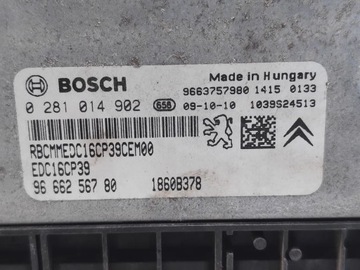 BOSCH
Made in Hungary
9663757980 1415 0133
0 281 014 902 656 09-10-10 1039S24513
RBCMMEDC16CP39CEM00
EDC16CP39
96 662 567 80 1860B378